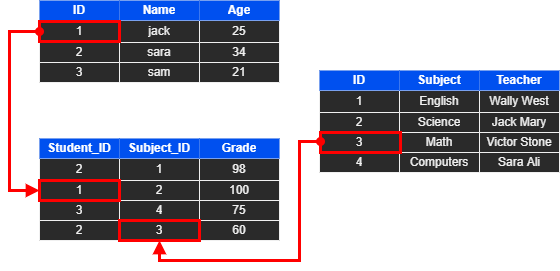 ID Name Age
1 jack 25
2 sara 34
3 sam 21
ID Subject Teacher
1 English Wally West
2 Science Jack Mary
3 Math Victor Stone
4 Computers Sara Ali
Student_ID Subject_ID Grade
2 1 98
1 2 100
3 4 75
2 3 60